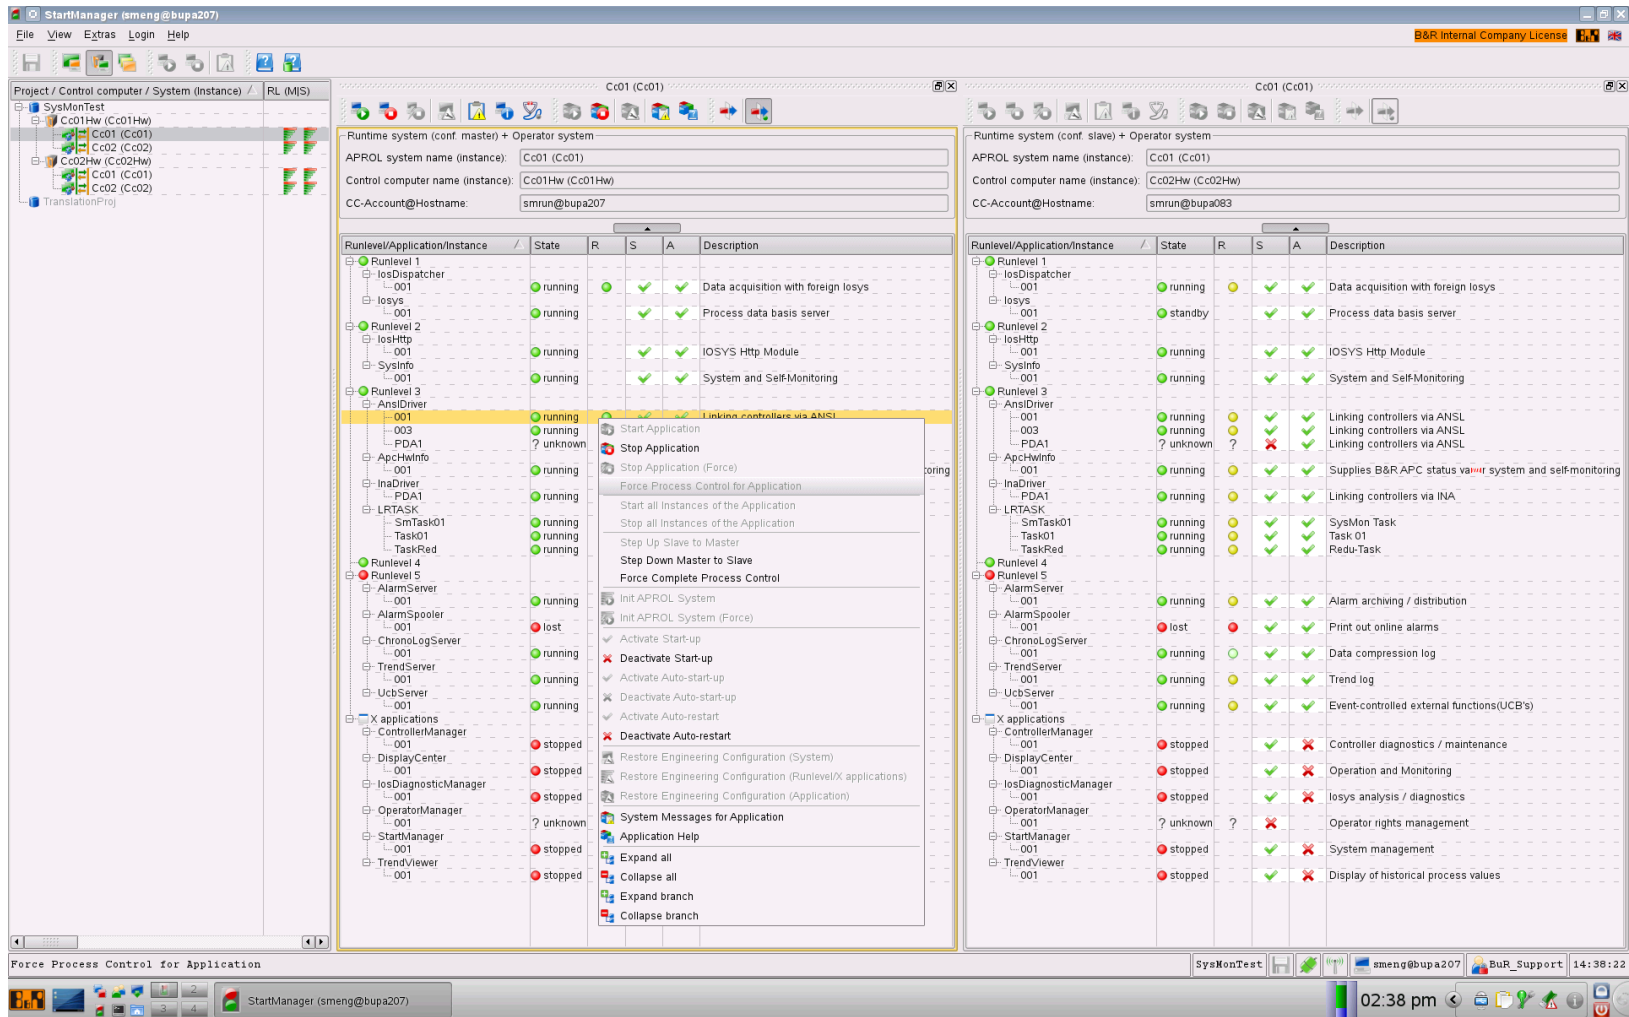 StartManager (smeng@bupa207)
File View Extras Login Help
B&R Internal Company License
Project / Control computer / System (Instance) RL (M|S)
SysMonTest
Cc01Hw (Cc01Hw)
Cc01 (Cc01)
Cc02 (Cc02)
Cc02Hw (Cc02Hw)
Cc01 (Cc01)
Cc02 (Cc02)
TranslationProj
Cc01 (Cc01)
Runtime system (conf. master) + Operator system
APROL system name (instance): Cc01 (Cc01)
Control computer name (instance): Cc01Hw (Cc01Hw)
CC-Account@Hostname: smrun@bupa207
Runlevel/Application/Instance State R S A Description
Runlevel 1
IosDispatcher
001 running Data acquisition with foreign Iosys
Iosys
001 running Process data basis server
Runlevel 2
IosHttp
001 running IOSYS Http Module
SysInfo
001 running System and Self-Monitoring
Runlevel 3
AnslDriver
001 running Linking controllers via ANSL
003 running
PDA1 ? unknown
ApcHwInfo
001 running oring
InaDriver
PDA1 running
LRTASK
SmTask01 running
Task01 running
TaskRed running
Runlevel 4
Runlevel 5
AlarmServer
001 running
AlarmSpooler
001 lost
ChronoLogServer
001 running
TrendServer
001 running
UcbServer
001 running
X applications
ControllerManager
001 stopped
DisplayCenter
001 stopped
IosDiagnosticManager
001 stopped
OperatorManager
001 ? unknown
StartManager
001 stopped
TrendViewer
001 stopped
Start Application
Stop Application
Stop Application (Force)
Force Process Control for Application
Start all Instances of the Application
Stop all Instances of the Application
Step Up Slave to Master
Step Down Master to Slave
Force Complete Process Control
Init APROL System
Init APROL System (Force)
Activate Start-up
Deactivate Start-up
Activate Auto-start-up
Deactivate Auto-start-up
Activate Auto-restart
Deactivate Auto-restart
Restore Engineering Configuration (System)
Restore Engineering Configuration (Runlevel/X applications)
Restore Engineering Configuration (Application)
System Messages for Application
Application Help
Expand all
Collapse all
Expand branch
Collapse branch
Cc01 (Cc01)
Runtime system (conf. slave) + Operator system
APROL system name (instance): Cc01 (Cc01)
Control computer name (instance): Cc02Hw (Cc02Hw)
CC-Account@Hostname: smrun@bupa083
Runlevel/Application/Instance State R S A Description
Runlevel 1
IosDispatcher
001 running Data acquisition with foreign Iosys
Iosys
001 standby Process data basis server
Runlevel 2
IosHttp
001 running IOSYS Http Module
SysInfo
001 running System and Self-Monitoring
Runlevel 3
AnslDriver
001 running Linking controllers via ANSL
003 running Linking controllers via ANSL
PDA1 ? unknown ? Linking controllers via ANSL
ApcHwInfo
001 running Supplies B&R APC status system and self-monitoring
InaDriver
PDA1 running Linking controllers via INA
LRTASK
SmTask01 running SysMon Task
Task01 running Task 01
TaskRed running Redu-Task
Runlevel 4
Runlevel 5
AlarmServer
001 running Alarm archiving / distribution
AlarmSpooler
001 lost Print out online alarms
ChronoLogServer
001 running Data compression log
TrendServer
001 running Trend log
UcbServer
001 running Event-controlled external functions(UCB's)
X applications
ControllerManager
001 stopped Controller diagnostics / maintenance
DisplayCenter
001 stopped Operation and Monitoring
IosDiagnosticManager
001 stopped Iosys analysis / diagnostics
OperatorManager
001 ? unknown ? Operator rights management
StartManager
001 stopped System management
TrendViewer
001 stopped Display of historical process values
Force Process Control for Application
SysMonTest smeng@bupa207 BuR_Support 14:38:22
B&R 1 2 3 4 StartManager (smeng@bupa207) 02:38 pm